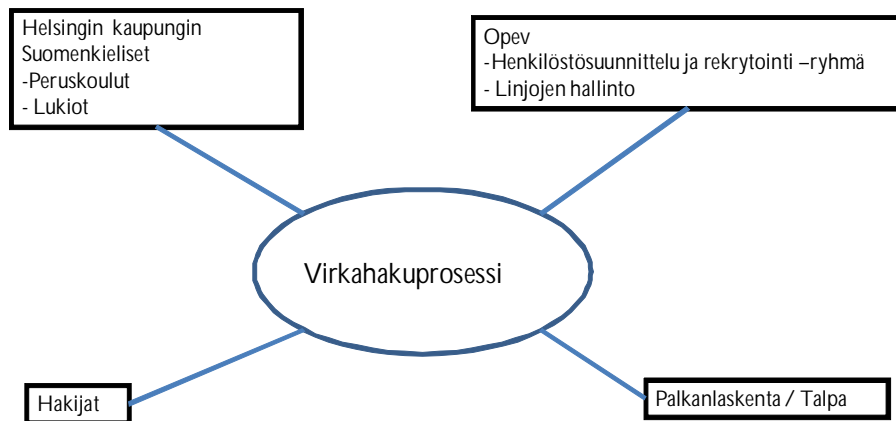 Helsingin kaupungin
Suomenkieliset
-Peruskoulut
- Lukiot
Opev
-Henkilöstösuunnittelu ja rekrytointi –ryhmä
- Linjojen hallinto
Virkahakuprosessi
Hakijat
Palkanlaskenta / Talpa